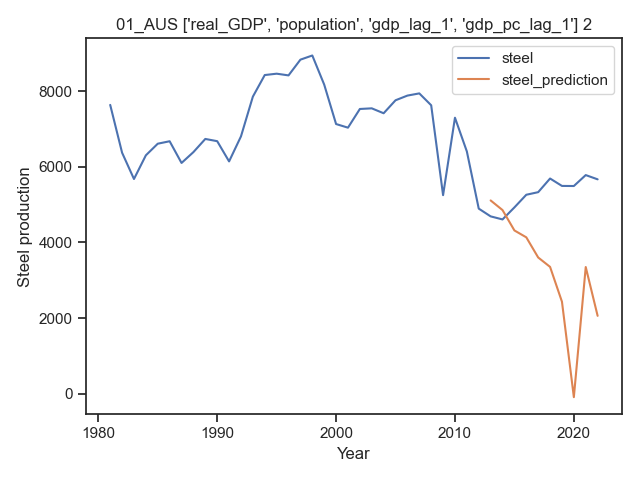 01_AUS ['real_GDP', 'population', 'gdp_lag_1', 'gdp_pc_lag_1'] 2
steel
steel_prediction
Steel production
8000
6000
4000
2000
0
1980
1990
2000
2010
2020
Year